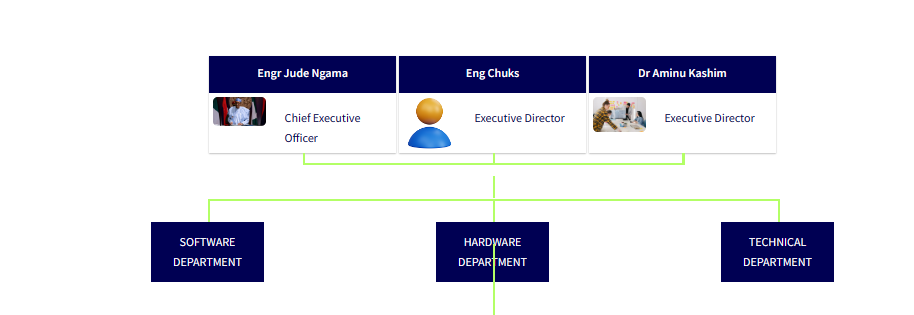 Engr Jude Ngama
Eng Chuks
Dr Aminu Kashim
Chief Executive
Officer
Executive Director
Executive Director
SOFTWARE
DEPARTMENT
HARDWARE
DEPARTMENT
TECHNICAL
DEPARTMENT